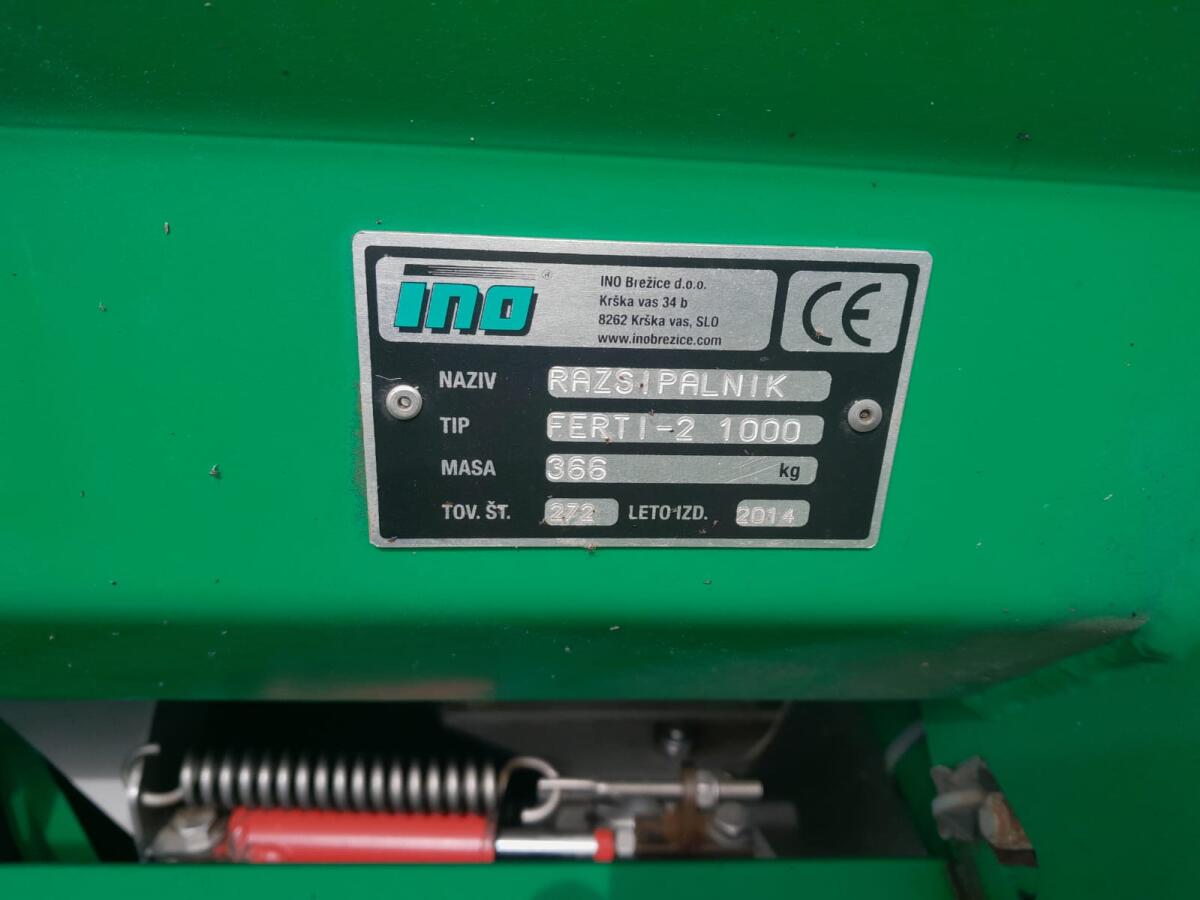 ino ®
INO Brežice d.o.o.
Krška vas 34 b
8262 Krška vas, SLO
www.inobrezice.com
CE
NAZIV RAZSIPALNIK
TIP FERTI-2 1000
MASA 366 kg
TOV. ŠT. 272 LETO IZD. 2014